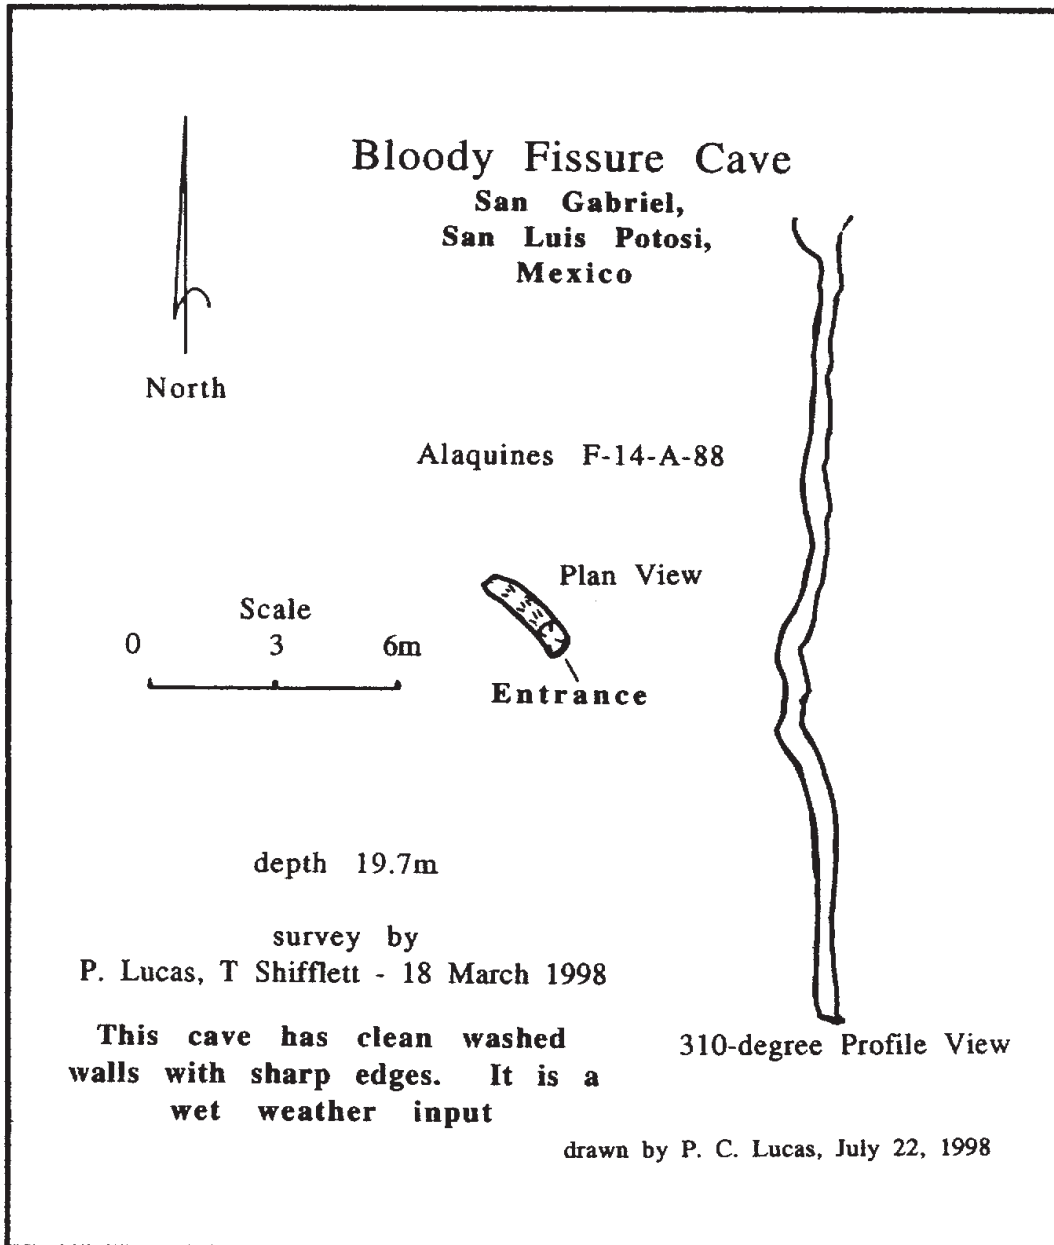 Bloody Fissure Cave
San Gabriel,
San Luis Potosi,
Mexico
North
Alaquines F-14-A-88
Plan View
Scale
0 3 6m
Entrance
depth 19.7m
survey by
P. Lucas, T Shifflett - 18 March 1998
This cave has clean washed
walls with sharp edges. It is a
wet weather input
310-degree Profile View
drawn by P. C. Lucas, July 22, 1998